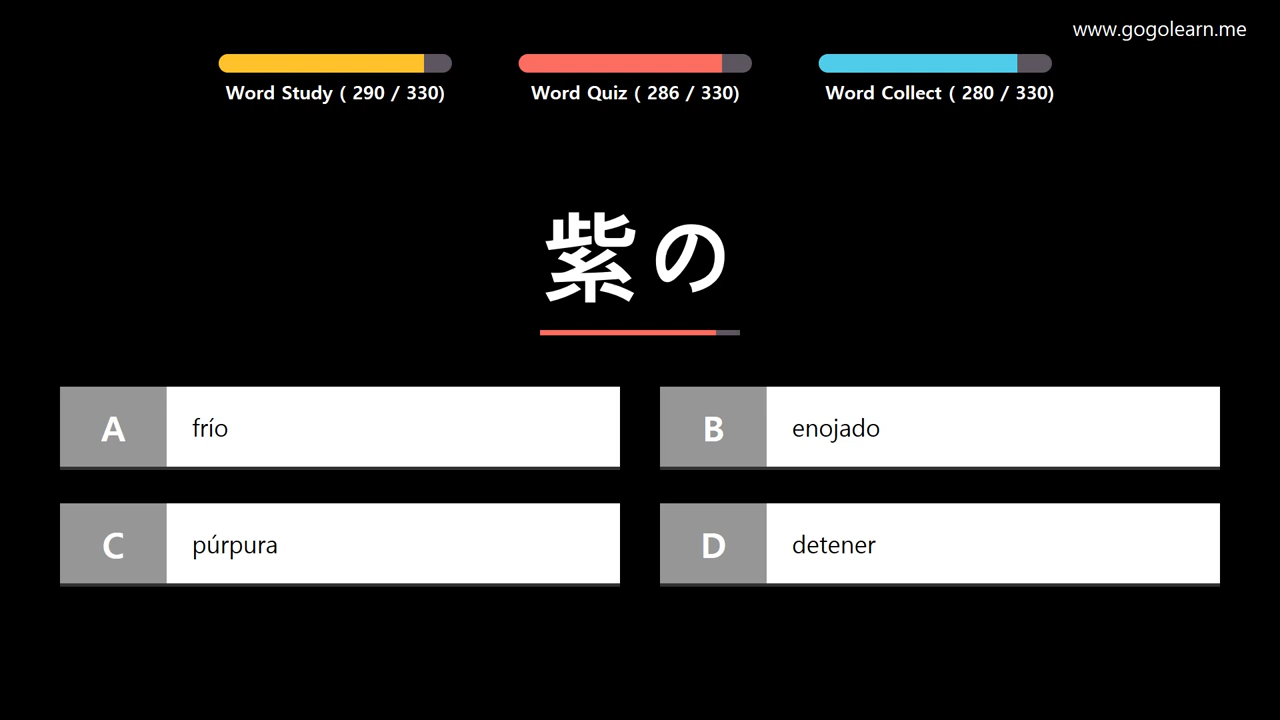 www.gogolearn.me
Word Study ( 290 / 330)
Word Quiz ( 286 / 330)
Word Collect ( 280 / 330)
紫の
A frío
B enojado
C púrpura
D detener